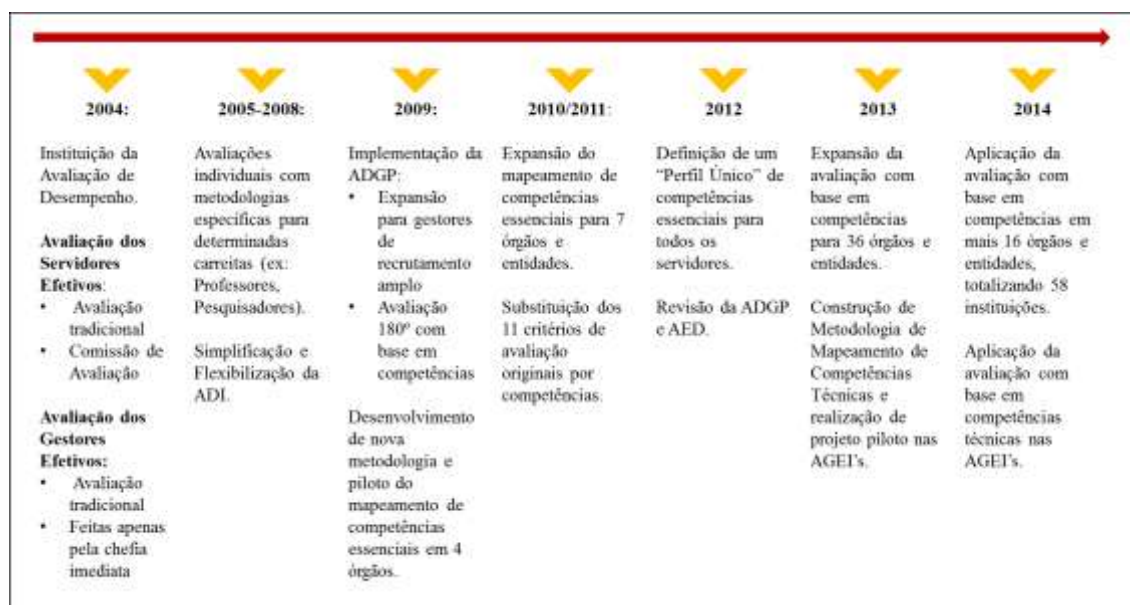 2004:
Instituição da
Avaliação de
Desempenho.
Avaliação dos
Servidores
Efetivos:
• Avaliação
tradicional
• Comissão de
Avaliação
Avaliação dos
Gestores
Efetivos:
• Avaliação
tradicional
• Feitas apenas
pela chefia
imediata
2005-2008:
Avaliações
individuais com
metodologias
específicas para
determinadas
carreitas (ex:
Professores,
Pesquisadores).
Simplificação e
Flexibilização da
ADI.
2009:
Implementação da
ADGP:
• Expansão
para gestores
de
recrutamento
amplo
• Avaliação
180º com
base em
competências
Desenvolvimento
de nova
metodologia e
piloto do
mapeamento de
competências
essenciais em 4
órgãos.
2010/2011:
Expansão do
mapeamento de
competências
essenciais para 7
órgãos e
entidades.
Substituição dos
11 critérios de
avaliação
originais por
competências.
2012
Definição de um
“Perfil Único” de
competências
essenciais para
todos os
servidores.
Revisão da ADGP
e AED.
2013
Expansão da
avaliação com
base em
competências
para 36 órgãos e
entidades.
Construção de
Metodologia de
Mapeamento de
Competências
Técnicas e
realização de
projeto piloto nas
AGEI's.
2014
Aplicação da
avaliação com
base em
competências em
mais 16 órgãos e
entidades,
totalizando 58
instituições.
Aplicação da
avaliação com
base em
competências
técnicas nas
AGEI's.